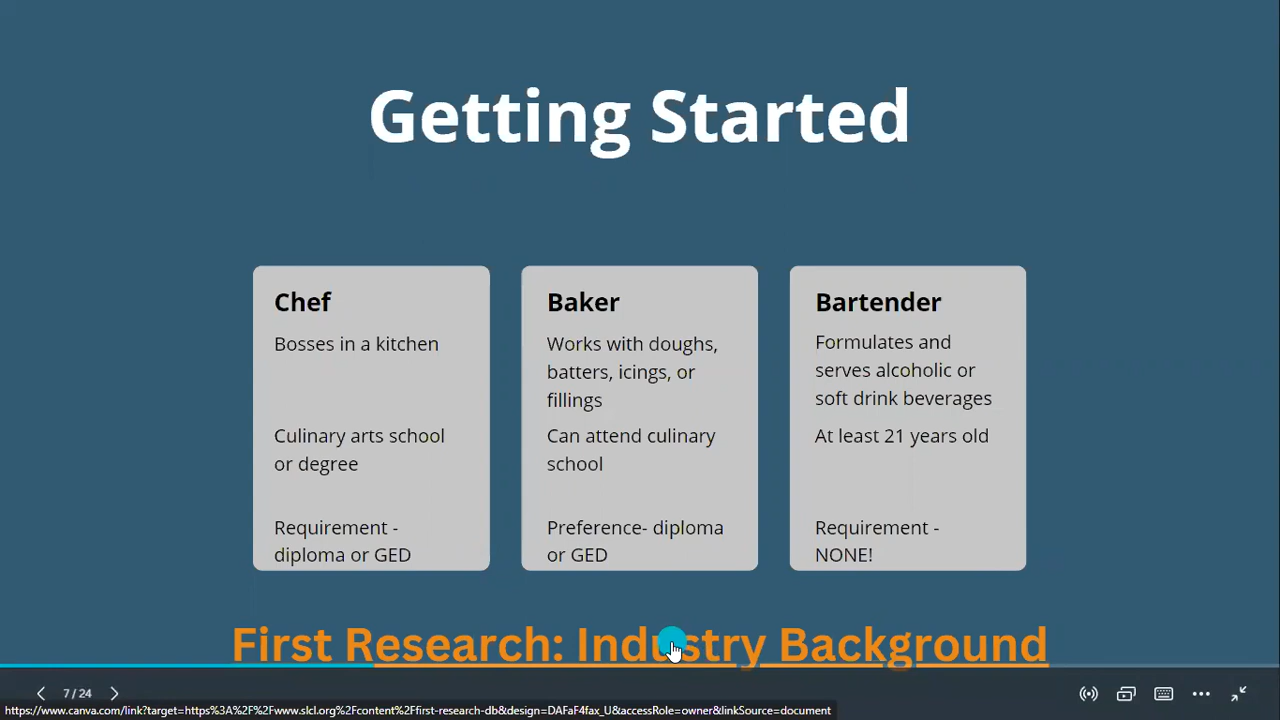 Getting Started
Chef
Bosses in a kitchen
Culinary arts school
or degree
Requirement -
diploma or GED
Baker
Works with doughs,
batters, icings, or
fillings
Can attend culinary
school
Preference- diploma
or GED
Bartender
Formulates and
serves alcoholic or
soft drink beverages
At least 21 years old
Requirement -
NONE!
First Research: Industry Background
7 / 24
https://www.canva.com/link?target=https%3A%2F%2Fwww.slcl.org%2Fcontent%2Ffirst-research-db&design=DAFaF4fax_U&accessRole=owner&linkSource=document